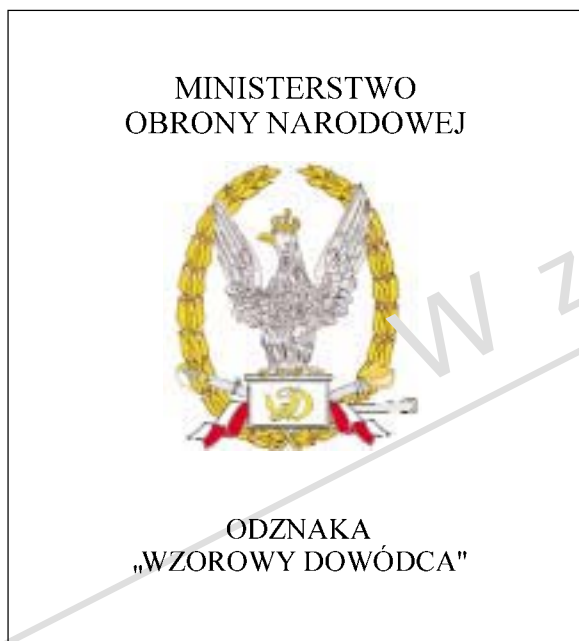 MINISTERSTWO
OBRONY NARODOWEJ
W z
ODZNAKA
„WZOROWY DOWÓDCA"